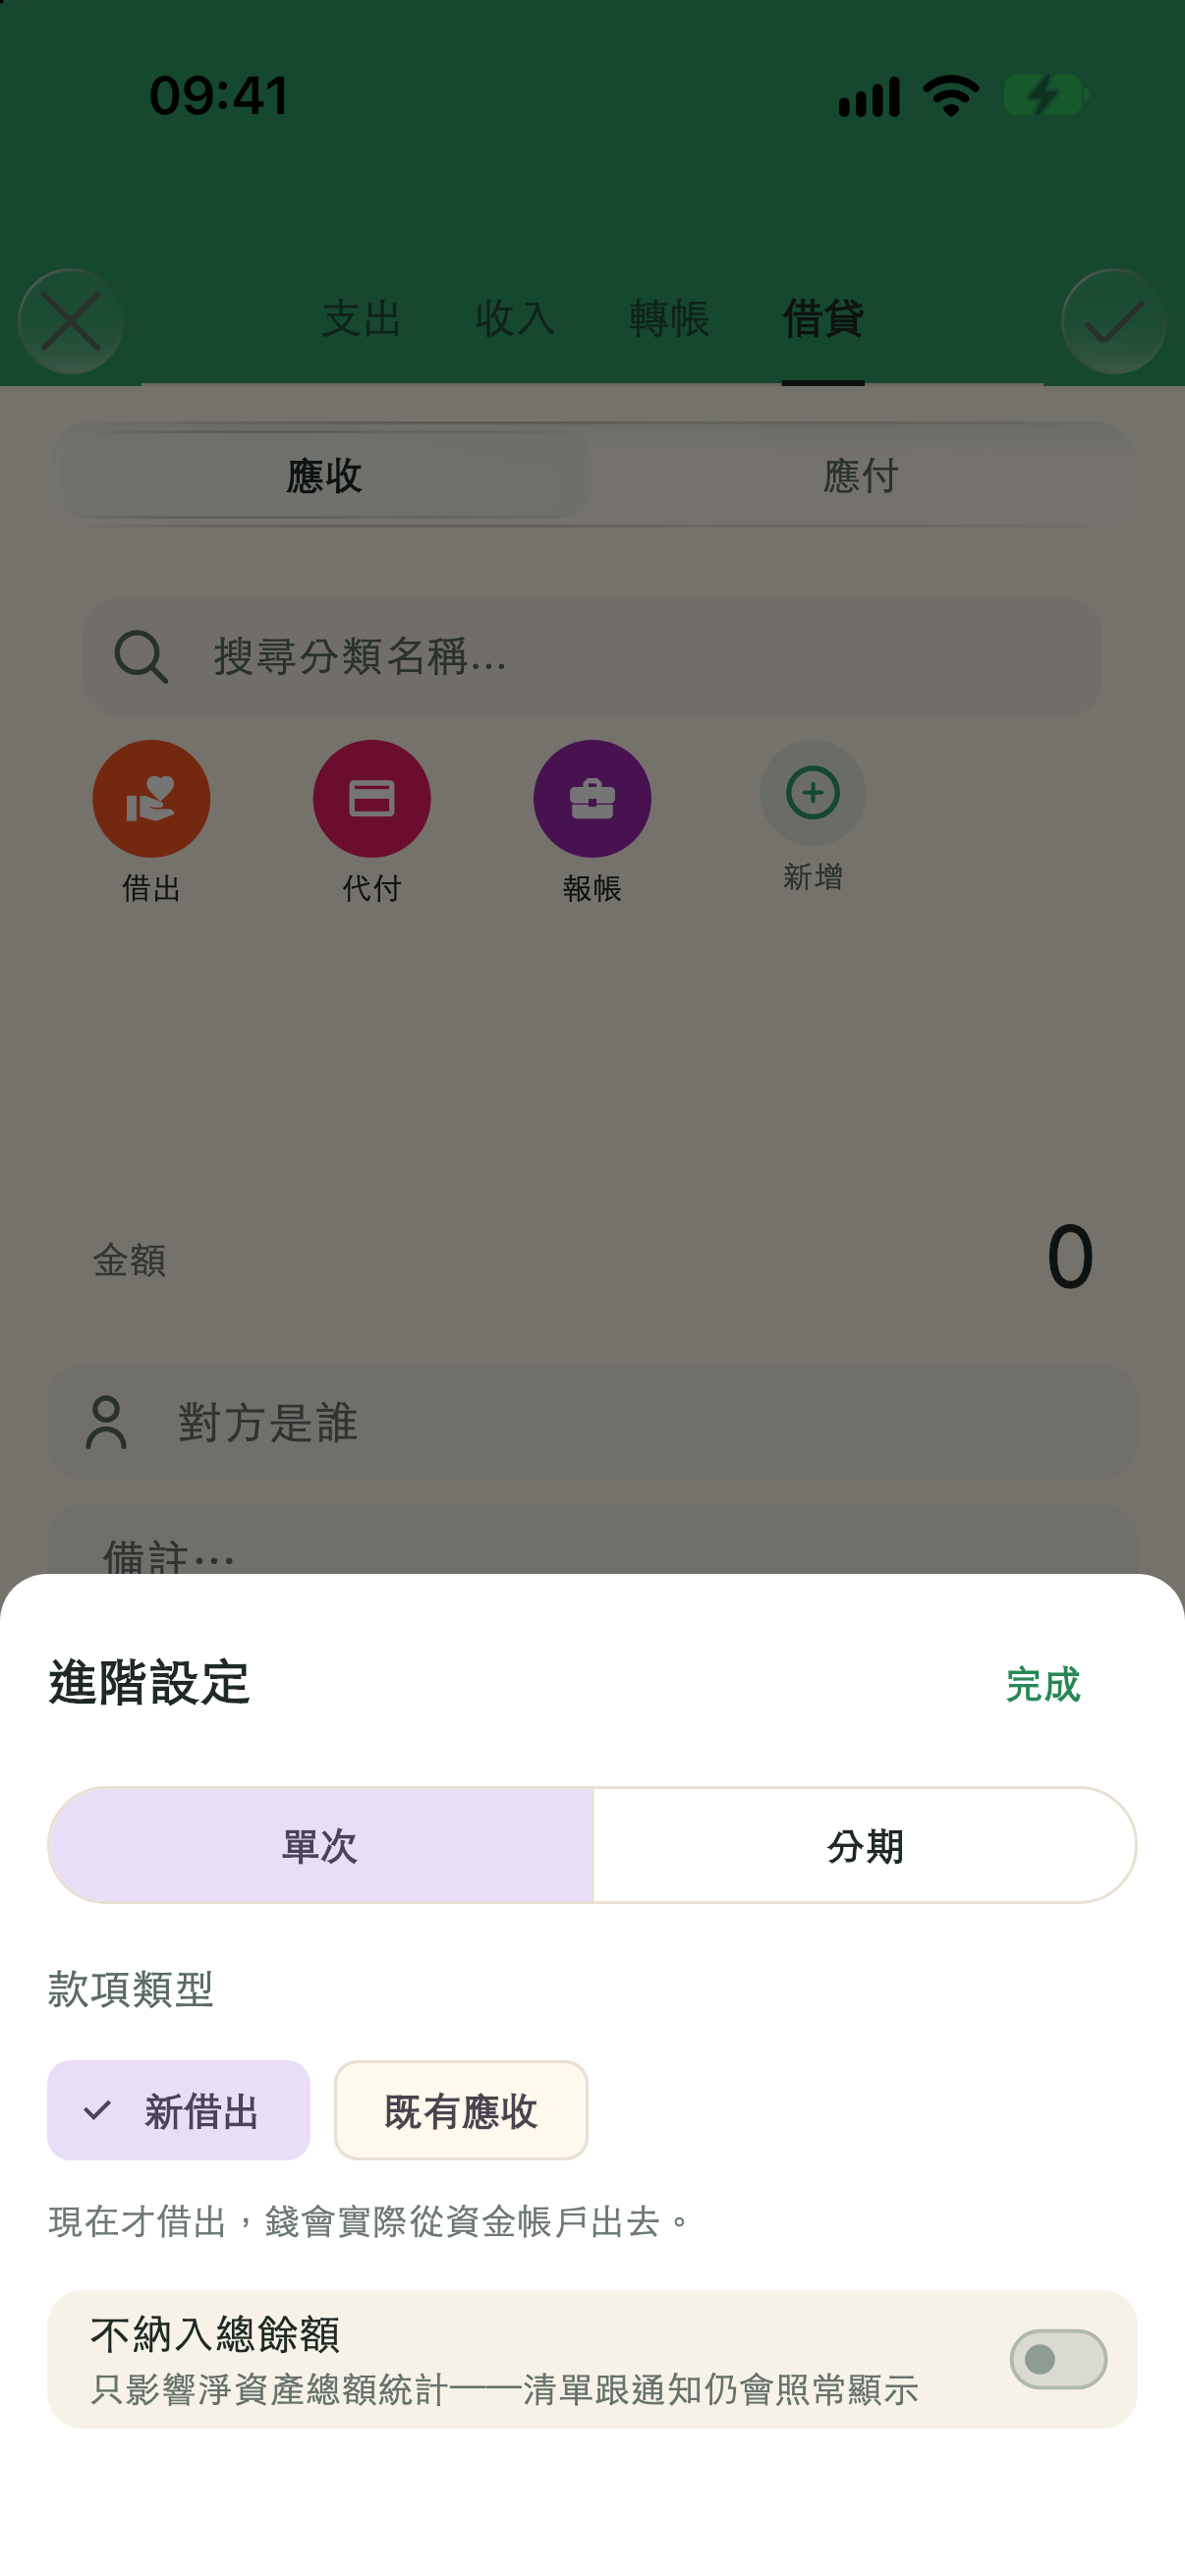 09:41
支出 收入 轉帳 借貸
應收 應付
搜尋分類名稱...
借出 代付 報帳 新增
金額 0
對方是誰
備註…
進階設定 完成
單次 分期
款項類型
新借出 既有應收
現在才借出，錢會實際從資金帳戶出去。
不納入總餘額
只影響淨資產總額統計——清單跟通知仍會照常顯示